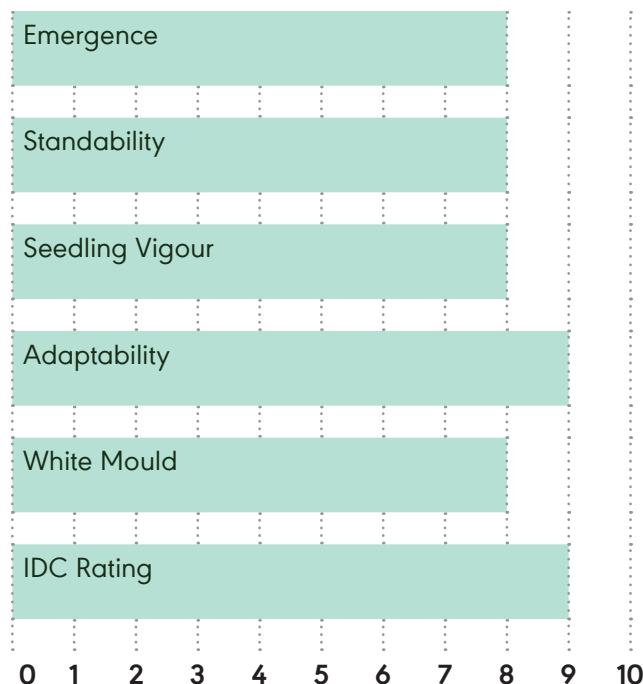 Emergence
Standability
Seedling Vigour
Adaptability
White Mould
IDC Rating
0 1 2 3 4 5 6 7 8 9 10